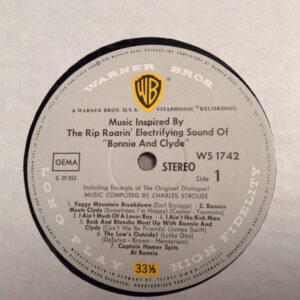 WARNER BROS
WB
A WARNER BROS. U.S.A. VITAPHONIC® RECORDING
Music Inspired By
The Rip Roarin' Electrifying Sound Of
"Bonnie And Clyde"
GEMA
STEREO
WS 1742
S 39 353
Side 1
Including Excerpts of The Original Dialogue!
MUSIC COMPOSED BY CHARLES STROUSE
1. Foggy Mountain Breakdown (Earl Scruggs) — 2. Bonnie
Meets Clyde (Sometimes I'm Happy) (Caesar - Youmans)
3. I Ain't Much Of A Lover Boy — 4. I Ain't No Rich Man
5. Buck And Blanche Meet Up With Bonnie And
Clyde (Can't We Be Friends) (James Swift)
6. The Law's Outside! (Lucky Day)
(DeSylva - Brown - Henderson)
7. Captain Hamer Spits
At Bonnie
33⅓
LONG PLAYING
HIGH FIDELITY